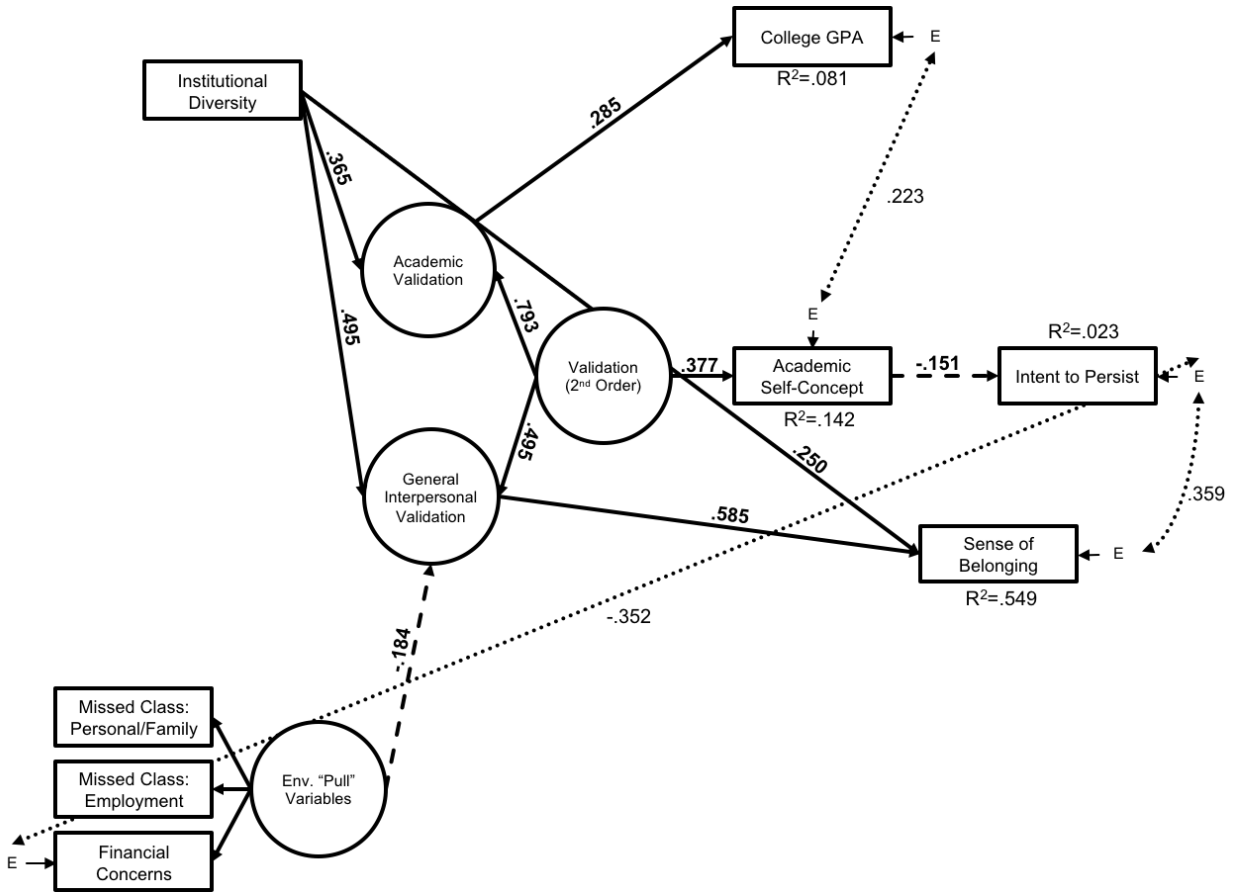 College GPA
E
R²=.081
Institutional
Diversity
.285
.365
.223
Academic
Validation
.793
.495
E
R²=.023
Validation
(2nd Order)
.377
Academic
Self-Concept
-.151
Intent to Persist
E
R²=.142
.495
.250
General
Interpersonal
Validation
.359
.585
Sense of
Belonging
E
R²=.549
-.352
-.184
Missed Class:
Personal/Family
Missed Class:
Employment
Env. “Pull”
Variables
E
Financial
Concerns